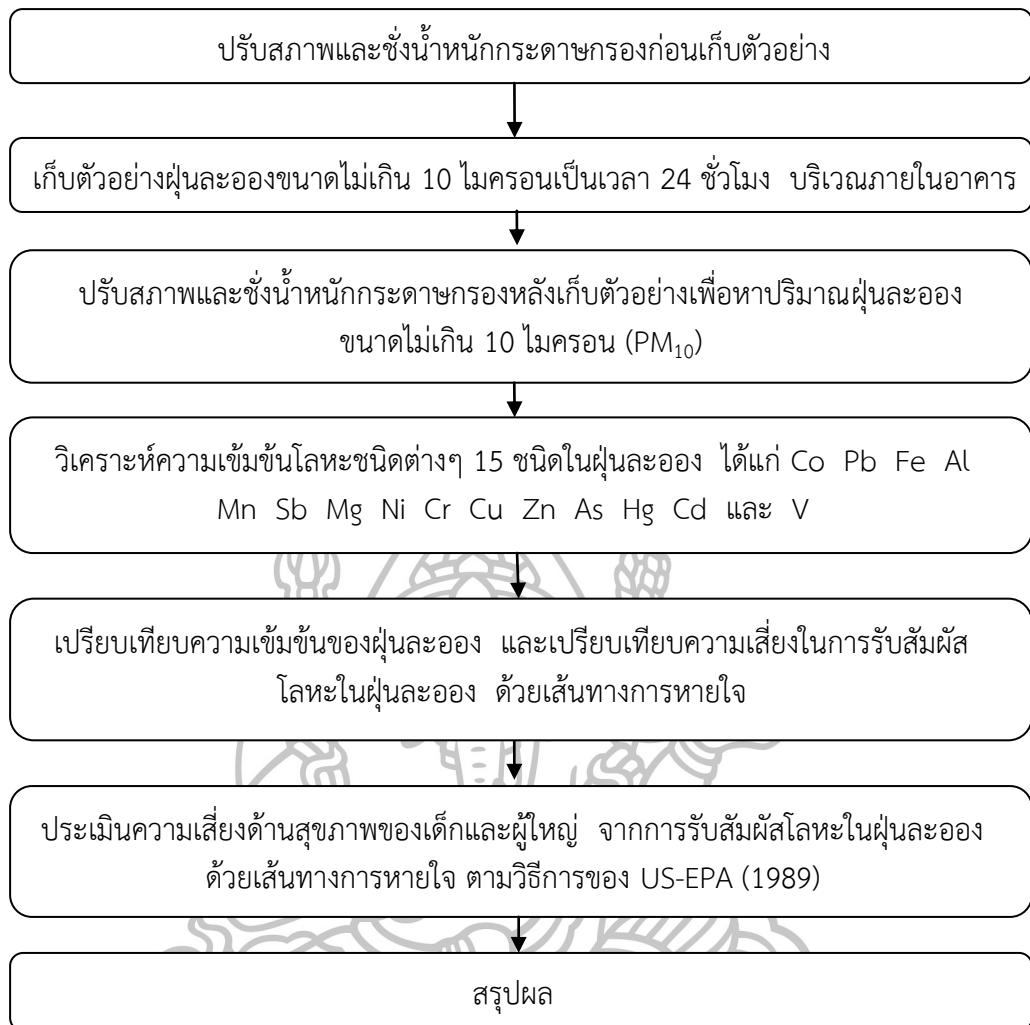 ปรับสภาพและชั่งน้ำหนักกระดาษกรองก่อนเก็บตัวอย่าง
เก็บตัวอย่างฝุ่นละอองขนาดไม่เกิน 10 ไมครอนเป็นเวลา 24 ชั่วโมง บริเวณภายในอาคาร
ปรับสภาพและชั่งน้ำหนักกระดาษกรองหลังเก็บตัวอย่างเพื่อหาปริมาณฝุ่นละออง
ขนาดไม่เกิน 10 ไมครอน (PM₁₀)
วิเคราะห์ความเข้มข้นโลหะชนิดต่างๆ 15 ชนิดในฝุ่นละออง ได้แก่ Co Pb Fe Al
Mn Sb Mg Ni Cr Cu Zn As Hg Cd และ V
เปรียบเทียบความเข้มข้นของฝุ่นละออง และเปรียบเทียบความเสี่ยงในการรับสัมผัส
โลหะในฝุ่นละออง ด้วยเส้นทางการหายใจ
ประเมินความเสี่ยงด้านสุขภาพของเด็กและผู้ใหญ่ จากการรับสัมผัสโลหะในฝุ่นละออง
ด้วยเส้นทางการหายใจ ตามวิธีการของ US-EPA (1989)
สรุปผล